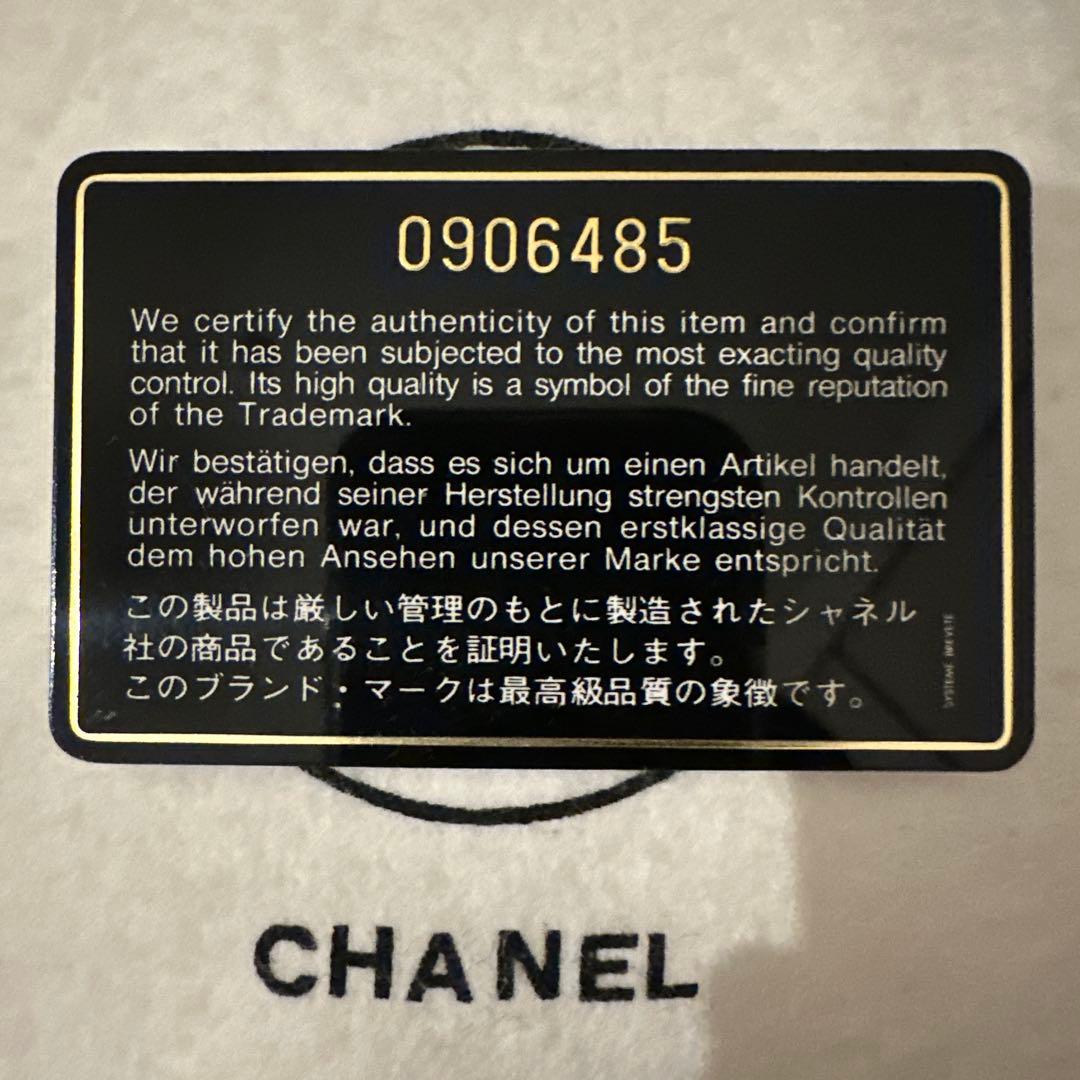 0906485
We certify the authenticity of this item and confirm
that it has been subjected to the most exacting quality
control. Its high quality is a symbol of the fine reputation
of the Trademark.
Wir bestätigen, dass es sich um einen Artikel handelt,
der während seiner Herstellung strengsten Kontrollen
unterworfen war, und dessen erstklassige Qualität
dem hohen Ansehen unserer Marke entspricht.
この製品は厳しい管理のもとに製造されたシャネル
社の商品であることを証明いたします。
このブランド・マークは最高級品質の象徴です。
SYSTEME BREVETE
CHANEL